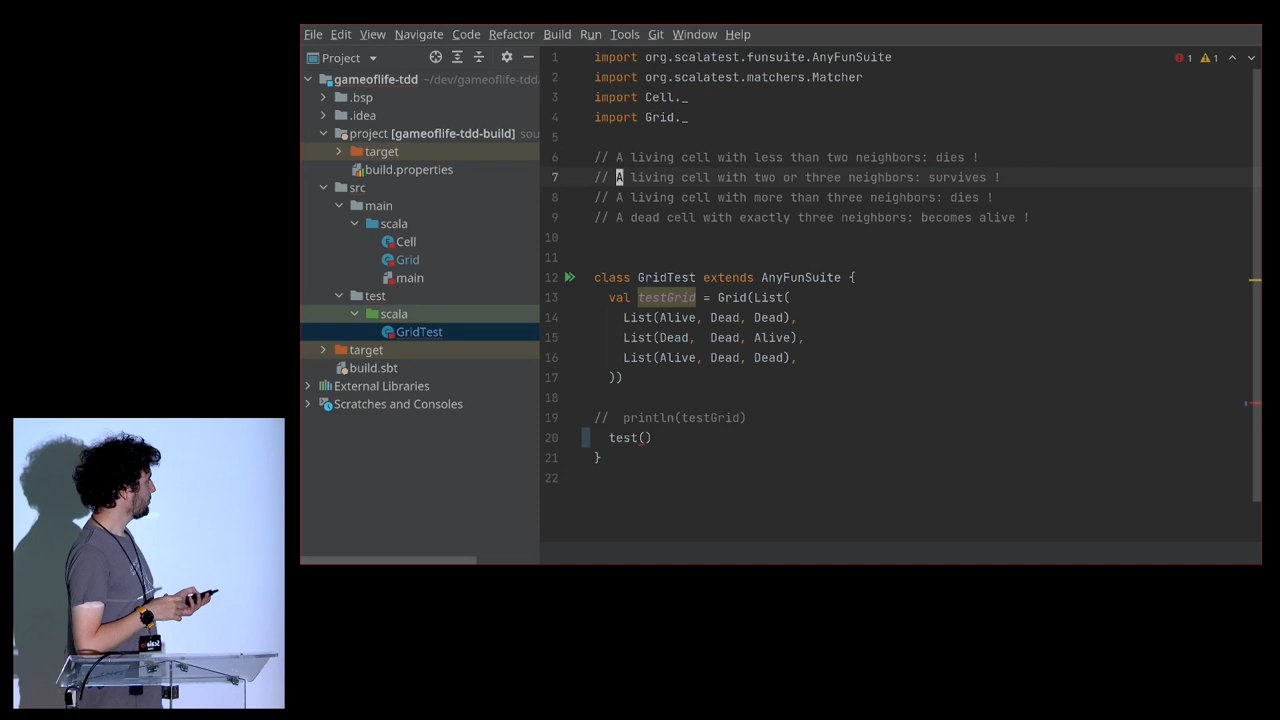 File Edit View Navigate Code Refactor Build Run Tools Git Window Help
Project
gameoflife-tdd ~/dev/gameoflife-tdd
.bsp
.idea
project [gameoflife-tdd-build] sou
target
build.properties
src
main
scala
Cell
Grid
main
test
scala
GridTest
target
build.sbt
External Libraries
Scratches and Consoles
1 import org.scalatest.funsuite.AnyFunSuite
2 import org.scalatest.matchers.Matcher
3 import Cell._
4 import Grid._
5
6 // A living cell with less than two neighbors: dies !
7 // A living cell with two or three neighbors: survives !
8 // A living cell with more than three neighbors: dies !
9 // A dead cell with exactly three neighbors: becomes alive !
10
11
12 class GridTest extends AnyFunSuite {
13 val testGrid = Grid(List(
14 List(Alive, Dead, Dead),
15 List(Dead, Dead, Alive),
16 List(Alive, Dead, Dead),
17 ))
18
19 // println(testGrid)
20 test()
21 }
22
1 1